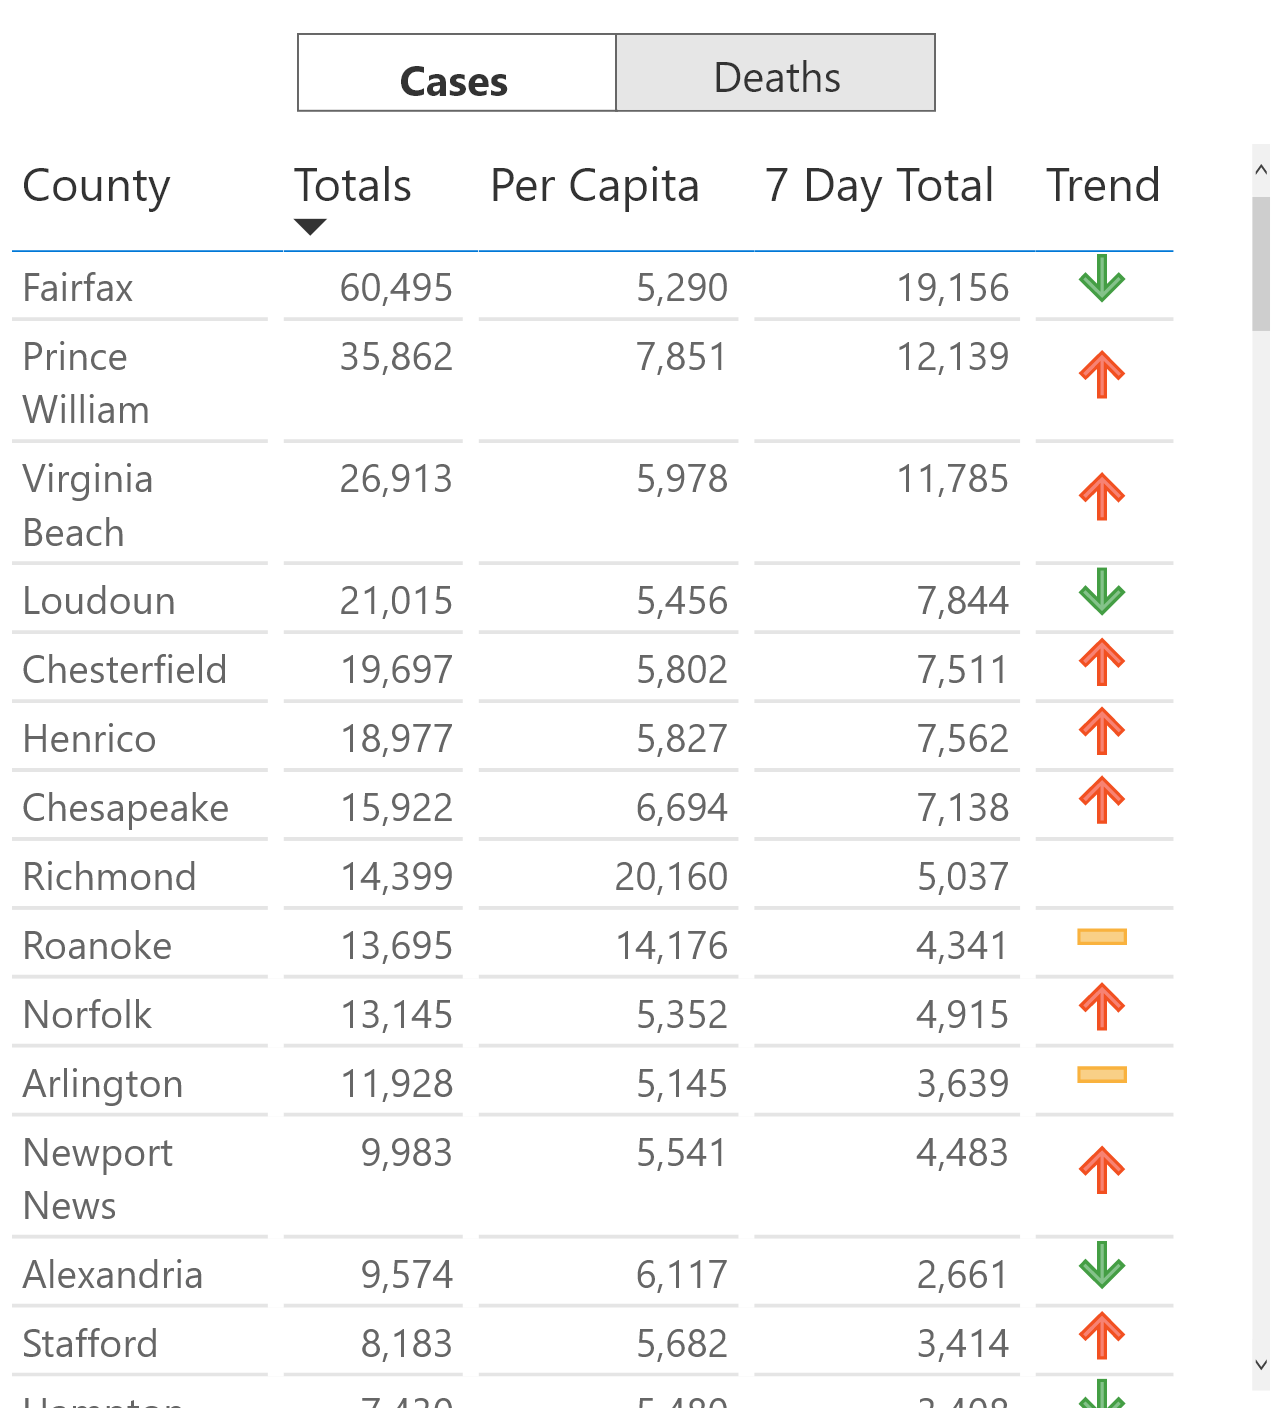 Cases Deaths
County Totals Per Capita 7 Day Total Trend
Fairfax 60,495 5,290 19,156
Prince William 35,862 7,851 12,139
Virginia Beach 26,913 5,978 11,785
Loudoun 21,015 5,456 7,844
Chesterfield 19,697 5,802 7,511
Henrico 18,977 5,827 7,562
Chesapeake 15,922 6,694 7,138
Richmond 14,399 20,160 5,037
Roanoke 13,695 14,176 4,341
Norfolk 13,145 5,352 4,915
Arlington 11,928 5,145 3,639
Newport News 9,983 5,541 4,483
Alexandria 9,574 6,117 2,661
Stafford 8,183 5,682 3,414